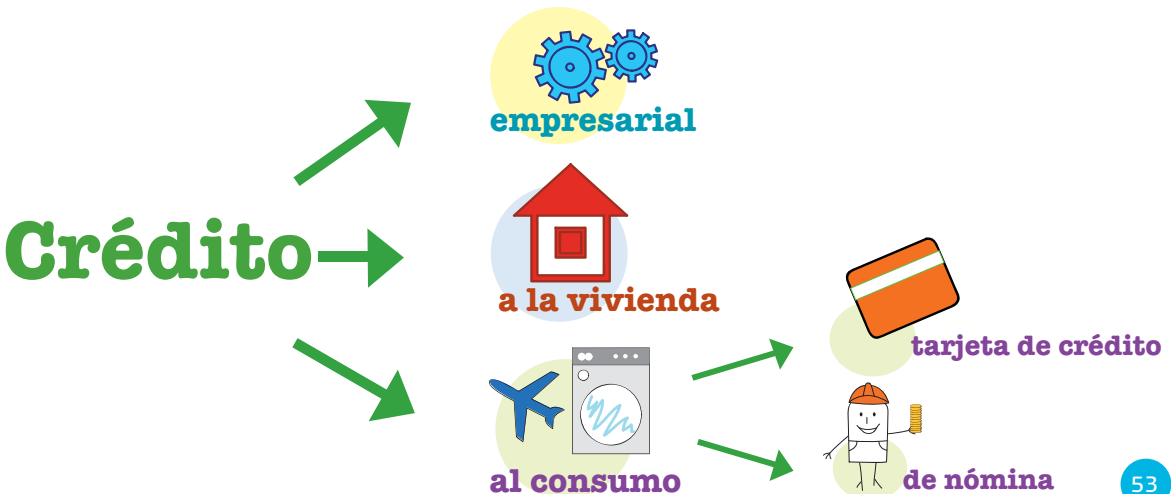 empresarial
Crédito
a la vivienda
tarjeta de crédito
al consumo
de nómina
53